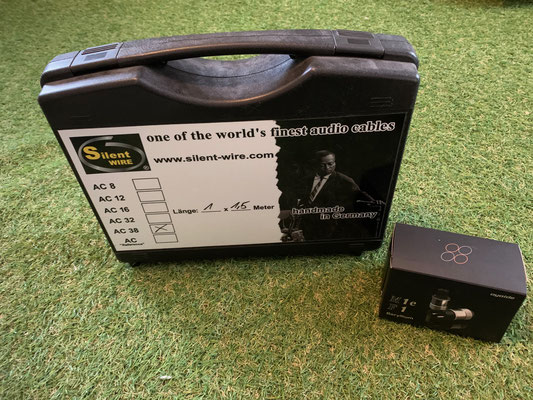 one of the world's finest audio cables
Silent
WIRE
www.silent-wire.com
AC 8
AC 12
AC 16
AC 32
AC 38
AC
"Reference"
Länge: 1 x 1,5 Meter
handmade
in Germany